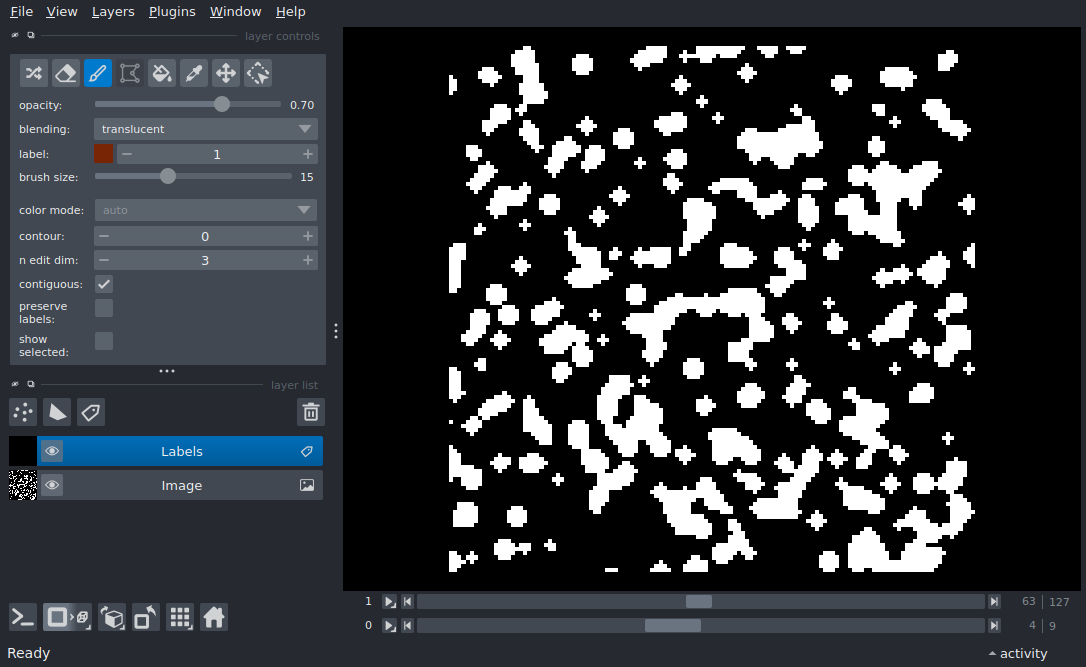 File View Layers Plugins Window Help
layer controls
opacity: 0.70
blending: translucent
label: 1
brush size: 15
color mode: auto
contour: 0
n edit dim: 3
contiguous:
preserve
labels:
show
selected:
layer list
Labels
Image
1 63 127
0 4 9
Ready activity